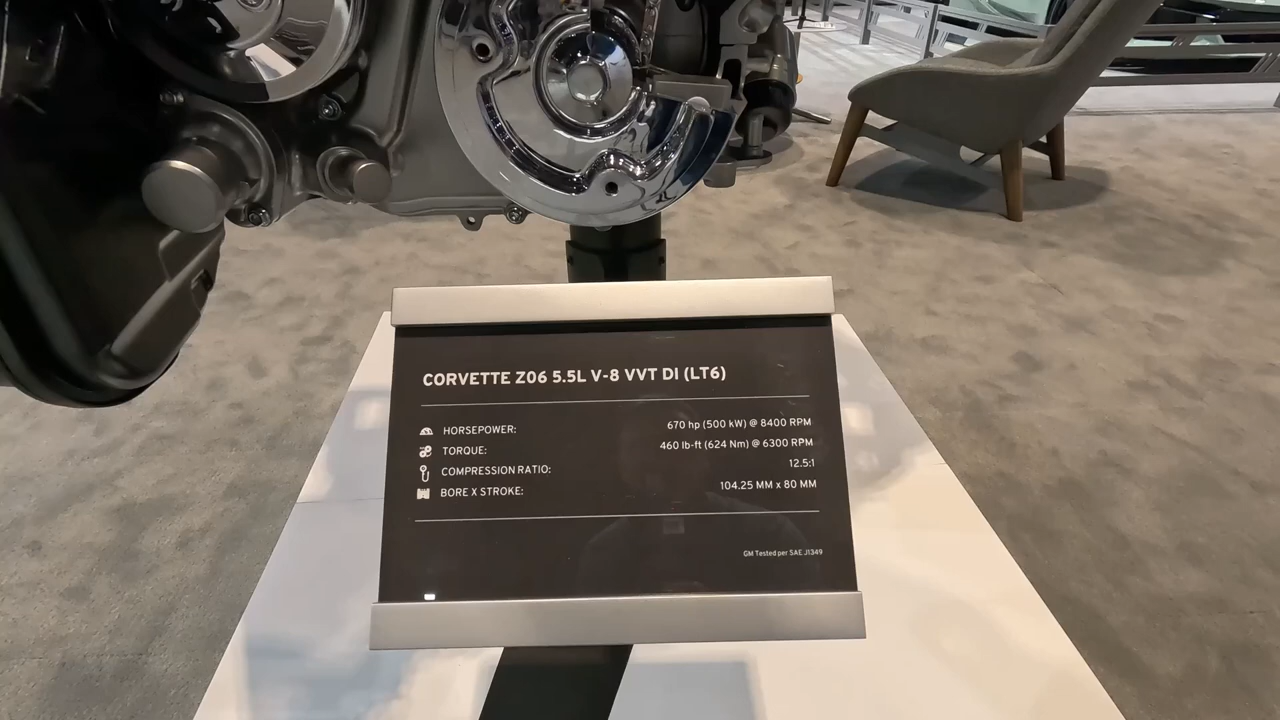 CORVETTE Z06 5.5L V-8 VVT DI (LT6)
HORSEPOWER: 670 hp (500 kW) @ 8400 RPM
TORQUE: 460 lb-ft (624 Nm) @ 6300 RPM
COMPRESSION RATIO: 12.5:1
BORE X STROKE: 104.25 MM x 80 MM
GM Tested per SAE J1349